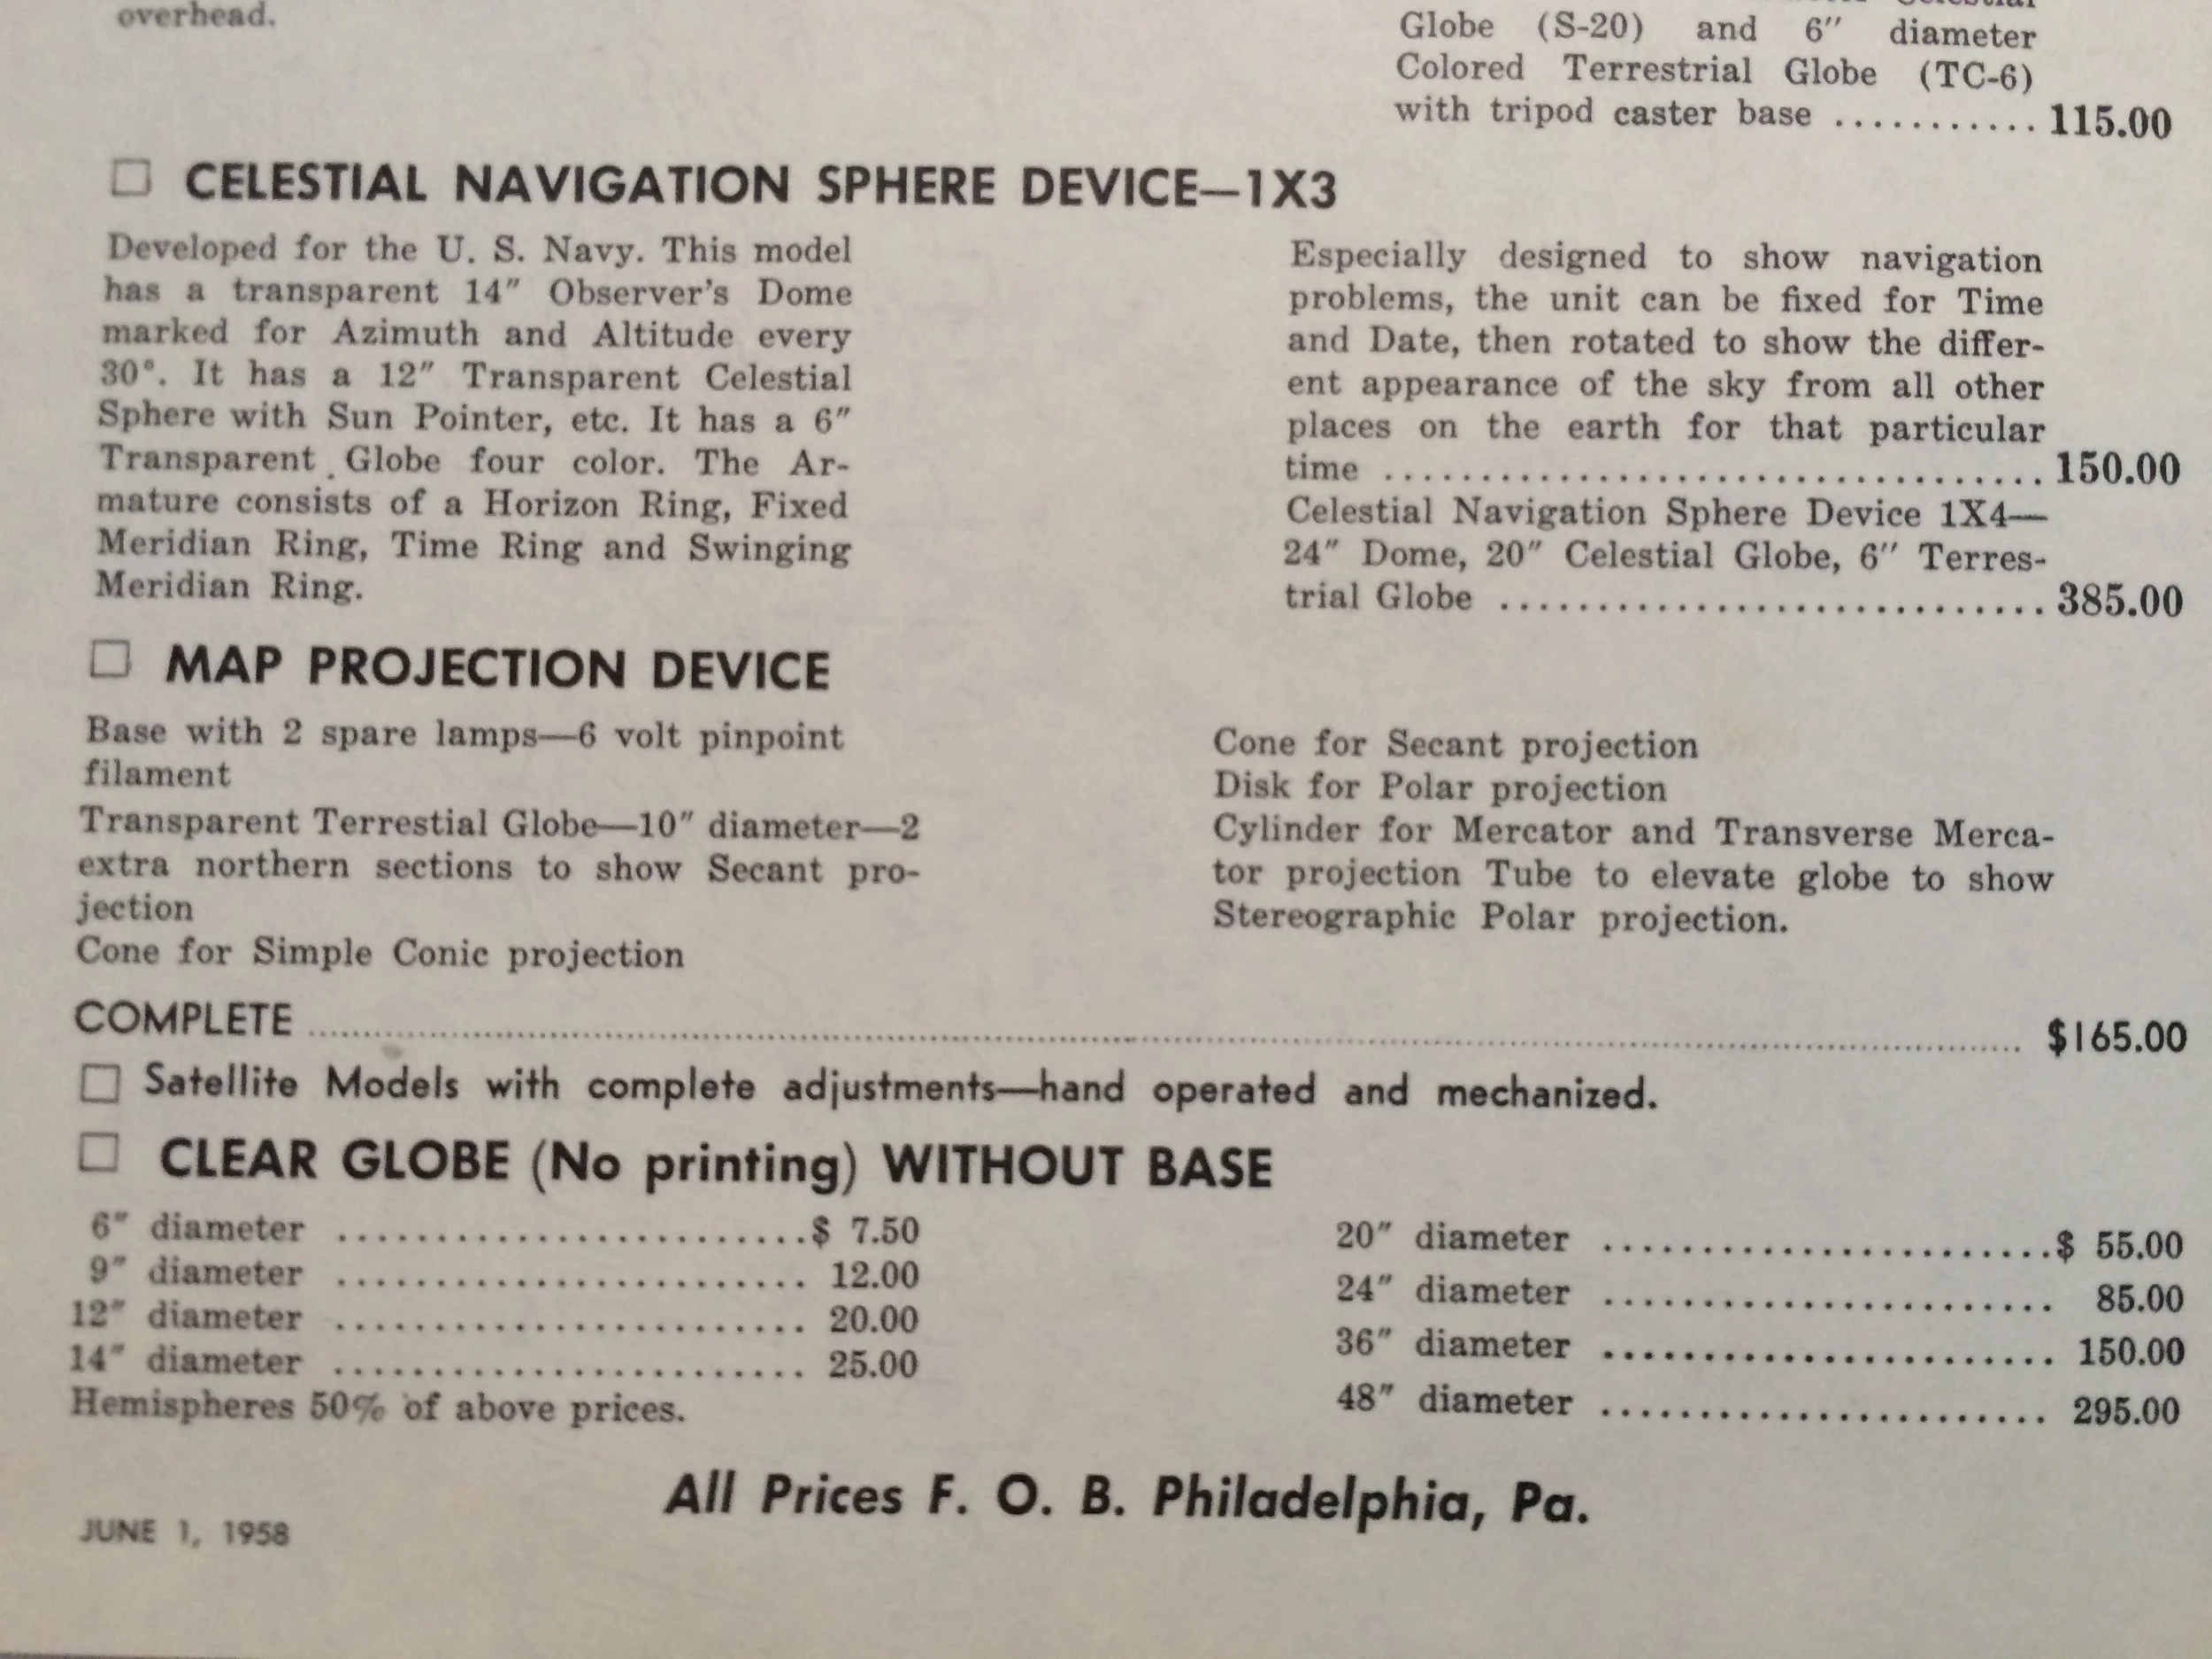 overhead.
Globe (S-20) and 6″ diameter
Colored Terrestrial Globe (TC-6)
with tripod caster base ........... 115.00
☐ CELESTIAL NAVIGATION SPHERE DEVICE—1X3
Developed for the U. S. Navy. This model
has a transparent 14″ Observer's Dome
marked for Azimuth and Altitude every
30°. It has a 12″ Transparent Celestial
Sphere with Sun Pointer, etc. It has a 6″
Transparent Globe four color. The Ar-
mature consists of a Horizon Ring, Fixed
Meridian Ring, Time Ring and Swinging
Meridian Ring.
Especially designed to show navigation
problems, the unit can be fixed for Time
and Date, then rotated to show the differ-
ent appearance of the sky from all other
places on the earth for that particular
time .................................. 150.00
Celestial Navigation Sphere Device 1X4—
24″ Dome, 20″ Celestial Globe, 6″ Terres-
trial Globe ............................ 385.00
☐ MAP PROJECTION DEVICE
Base with 2 spare lamps—6 volt pinpoint
filament
Transparent Terrestial Globe—10″ diameter—2
extra northern sections to show Secant pro-
jection
Cone for Simple Conic projection
Cone for Secant projection
Disk for Polar projection
Cylinder for Mercator and Transverse Merca-
tor projection Tube to elevate globe to show
Stereographic Polar projection.
COMPLETE ........................................ $165.00
☐ Satellite Models with complete adjustments—hand operated and mechanized.
☐ CLEAR GLOBE (No printing) WITHOUT BASE
6″ diameter ........................$ 7.50
9″ diameter ........................ 12.00
12″ diameter ........................ 20.00
14″ diameter ........................ 25.00
Hemispheres 50% of above prices.
20″ diameter .......................$ 55.00
24″ diameter ....................... 85.00
36″ diameter ....................... 150.00
48″ diameter ....................... 295.00
All Prices F. O. B. Philadelphia, Pa.
JUNE 1, 1958